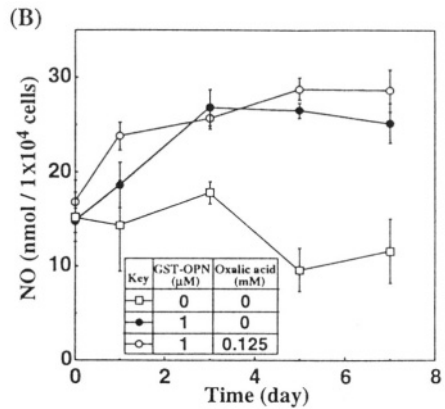 (B)
NO (nmol / 1x10⁴ cells)
30
20
10
0
Key GST-OPN (μM) Oxalic acid (mM)
0 0
1 0
1 0.125
0 2 4 6 8
Time (day)